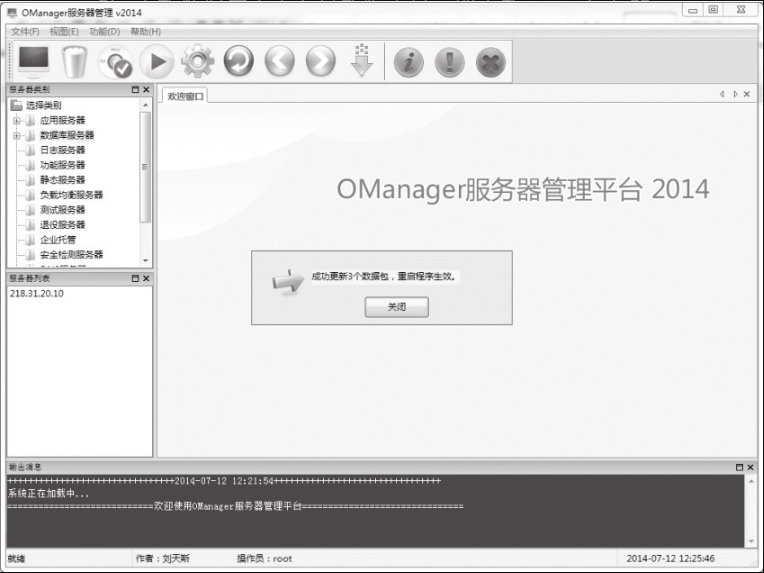 OManager服务器管理 v2014
文件(F) 视图(E) 功能(D) 帮助(H)
服务器类别
选择类别
应用服务器
数据库服务器
日志服务器
功能服务器
静态服务器
负载均衡服务器
测试服务器
退役服务器
企业托管
安全检测服务器
服务器列表
218.31.20.10
欢迎窗口
OManager服务器管理平台 2014
成功更新3个数据包，重启程序生效。
关闭
输出消息
++++++++++++++++++++++++++++++++2014-07-12 12:21:54++++++++++++++++++++++++++++++++
系统正在加载中...
============================欢迎使用OManager服务器管理平台===============================
就绪 作者：刘天斯 操作员：root 2014-07-12 12:25:46